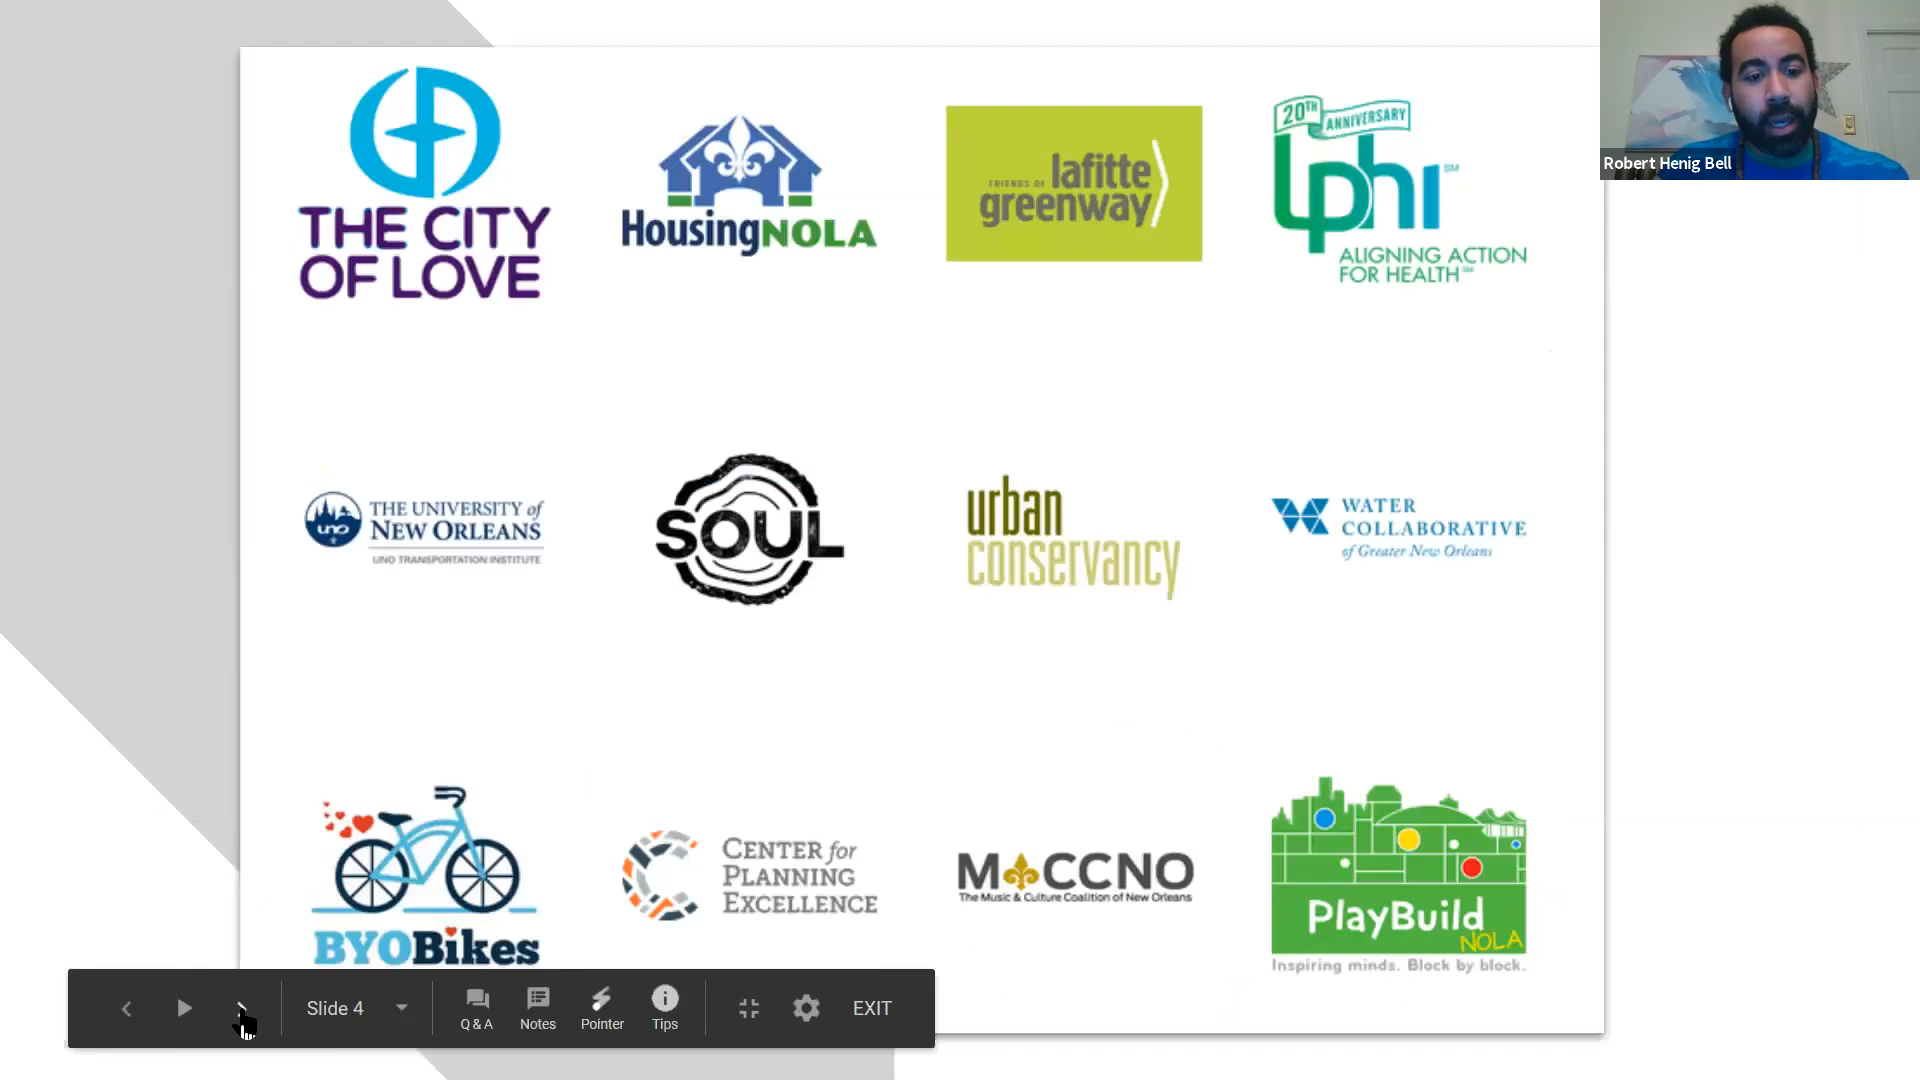 THE CITY
OF LOVE
HousingNOLA
FRIENDS OF lafitte
greenway
20TH ANNIVERSARY
lphi SM
ALIGNING ACTION
FOR HEALTH SM
Robert Henig Bell
uno
THE UNIVERSITY of
NEW ORLEANS
UNO TRANSPORTATION INSTITUTE
SOUL
urban
conservancy
WATER
COLLABORATIVE
of Greater New Orleans
BYOBikes
CENTER for
PLANNING
EXCELLENCE
MACCNO
The Music & Culture Coalition of New Orleans
PlayBuild
NOLA
Inspiring minds. Block by block.
Slide 4
Q & A
Notes
Pointer
Tips
EXIT